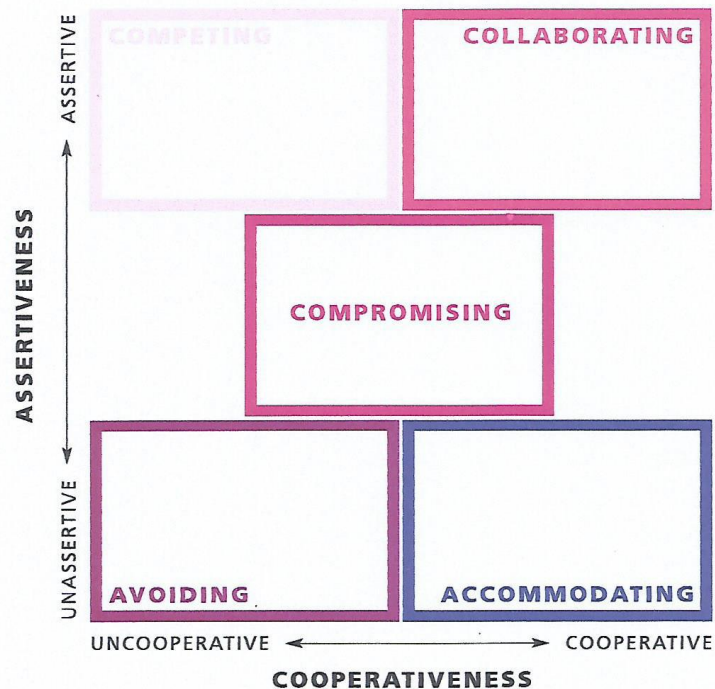 COMPETING
COLLABORATING
ASSERTIVE
ASSERTIVENESS
COMPROMISING
UNASSERTIVE
AVOIDING
ACCOMMODATING
UNCOOPERATIVE
COOPERATIVE
COOPERATIVENESS